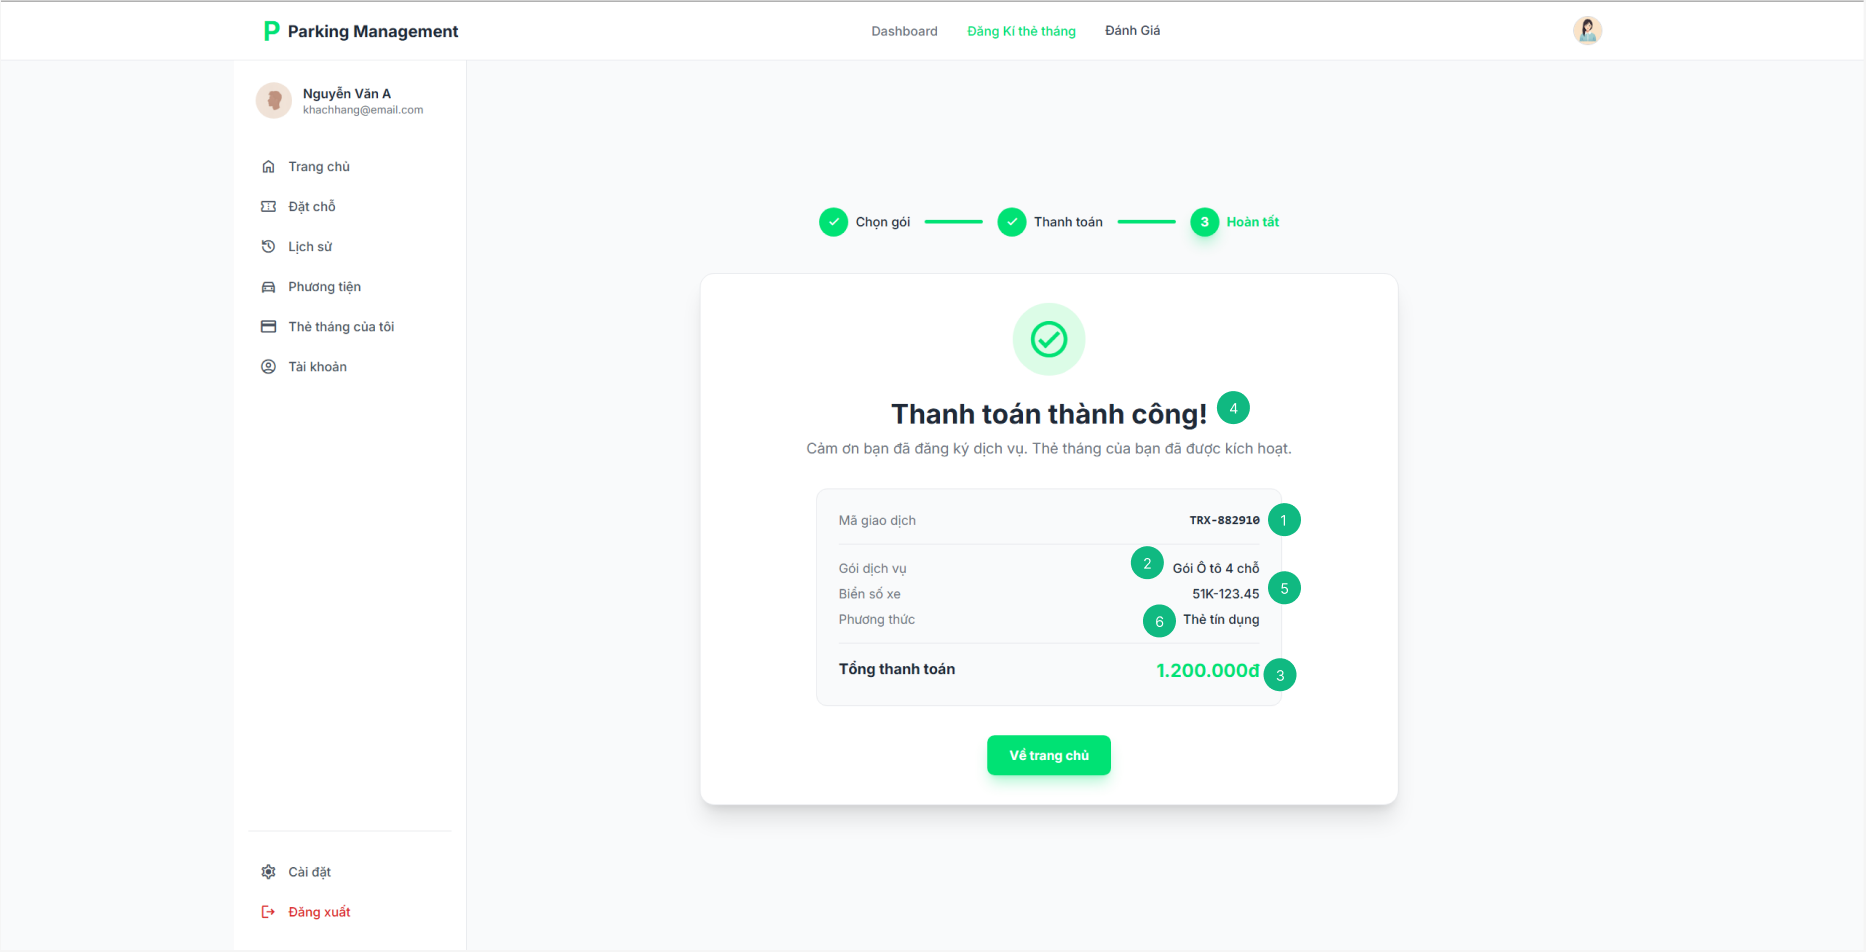 P Parking Management
Dashboard Đăng Kí thẻ tháng Đánh Giá
Nguyễn Văn A
khachhang@email.com
Trang chủ
Đặt chỗ
Lịch sử
Phương tiện
Thẻ tháng của tôi
Tài khoản
Cài đặt
Đăng xuất
Chọn gói Thanh toán 3 Hoàn tất
Thanh toán thành công! 4
Cảm ơn bạn đã đăng ký dịch vụ. Thẻ tháng của bạn đã được kích hoạt.
Mã giao dịch TRX-882910 1
Gói dịch vụ 2 Gói Ô tô 4 chỗ
Biển số xe 51K-123.45 5
Phương thức 6 Thẻ tín dụng
Tổng thanh toán 1.200.000đ 3
Về trang chủ